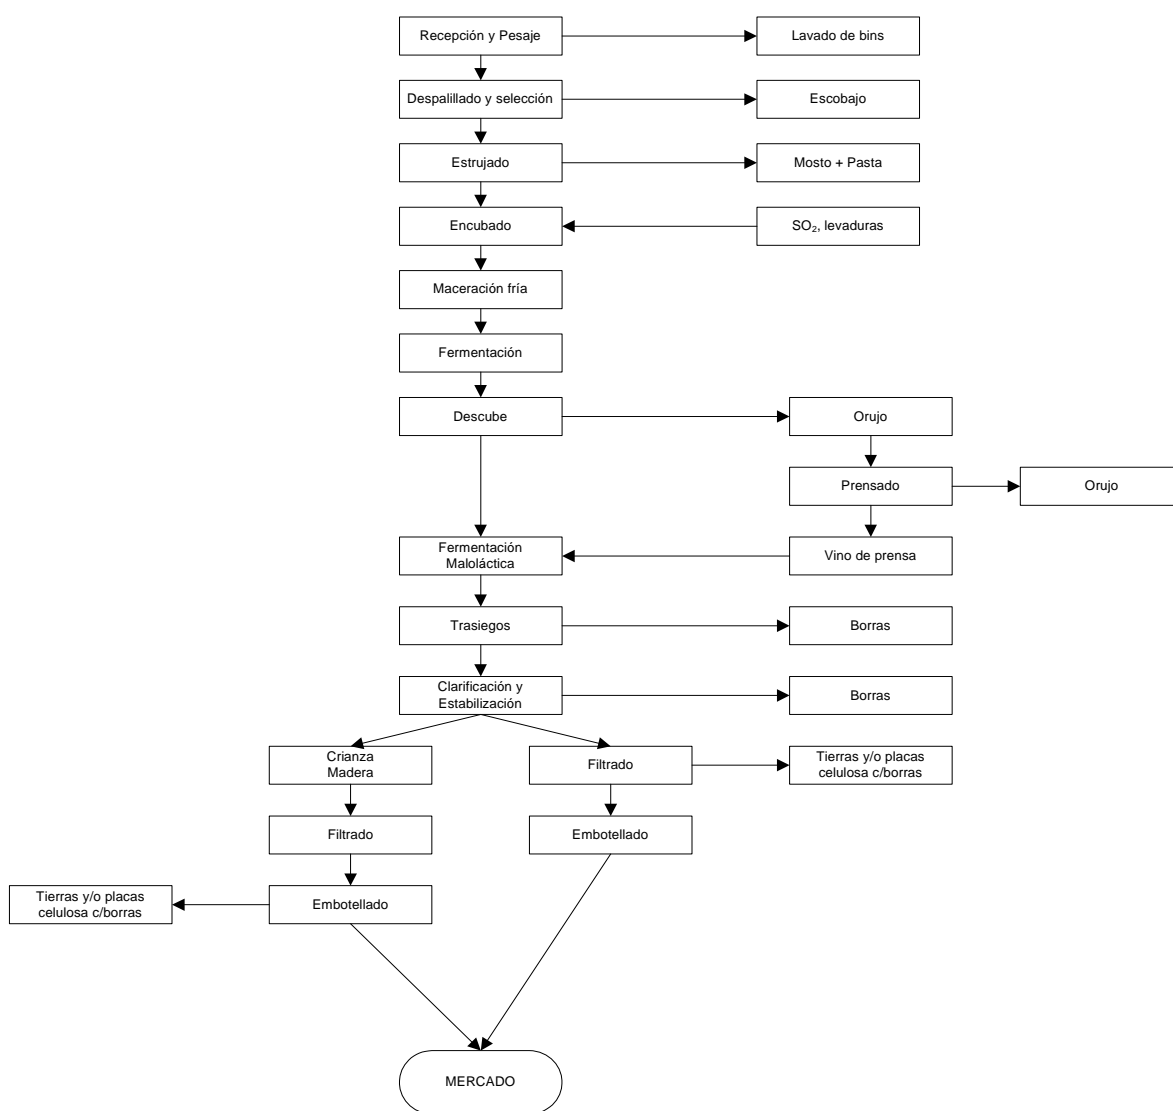 Recepción y Pesaje
Lavado de bins
Despalillado y selección
Escobajo
Estrujado
Mosto + Pasta
Encubado
SO₂, levaduras
Maceración fría
Fermentación
Descube
Orujo
Prensado
Orujo
Fermentación
Maloláctica
Vino de prensa
Trasiegos
Borras
Clarificación y
Estabilización
Borras
Crianza
Madera
Filtrado
Tierras y/o placas
celulosa c/borras
Filtrado
Embotellado
Tierras y/o placas
celulosa c/borras
Embotellado
MERCADO